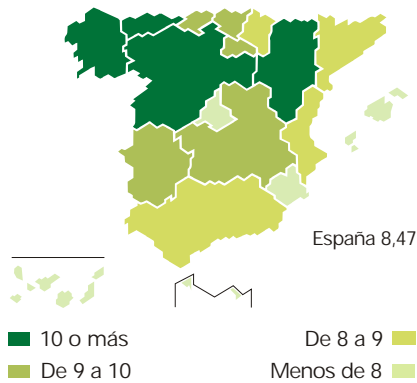 España 8,47
10 o más
De 8 a 9
De 9 a 10
Menos de 8